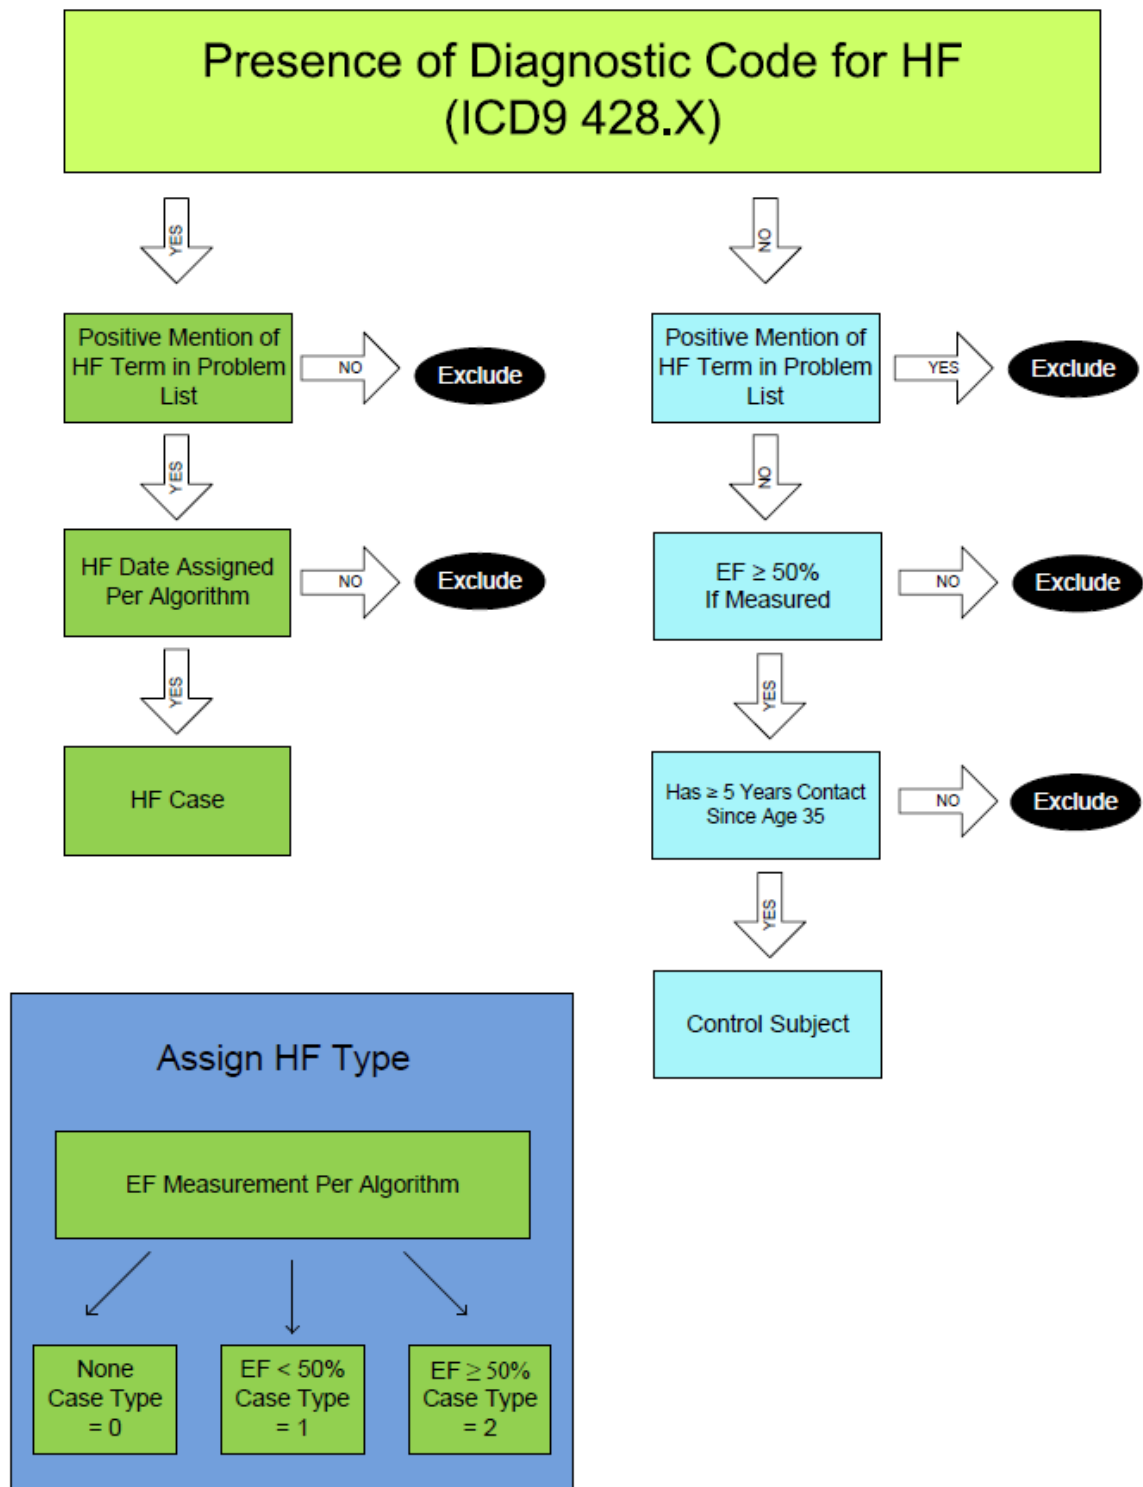 Presence of Diagnostic Code for HF
(ICD9 428.X)
YES
NO
Positive Mention of
HF Term in Problem
List
NO
Exclude
Positive Mention of
HF Term in Problem
List
YES
Exclude
YES
NO
HF Date Assigned
Per Algorithm
NO
Exclude
EF ≥ 50%
If Measured
NO
Exclude
YES
YES
HF Case
Has ≥ 5 Years Contact
Since Age 35
NO
Exclude
YES
Control Subject
Assign HF Type
EF Measurement Per Algorithm
None
Case Type
= 0
EF < 50%
Case Type
= 1
EF ≥ 50%
Case Type
= 2